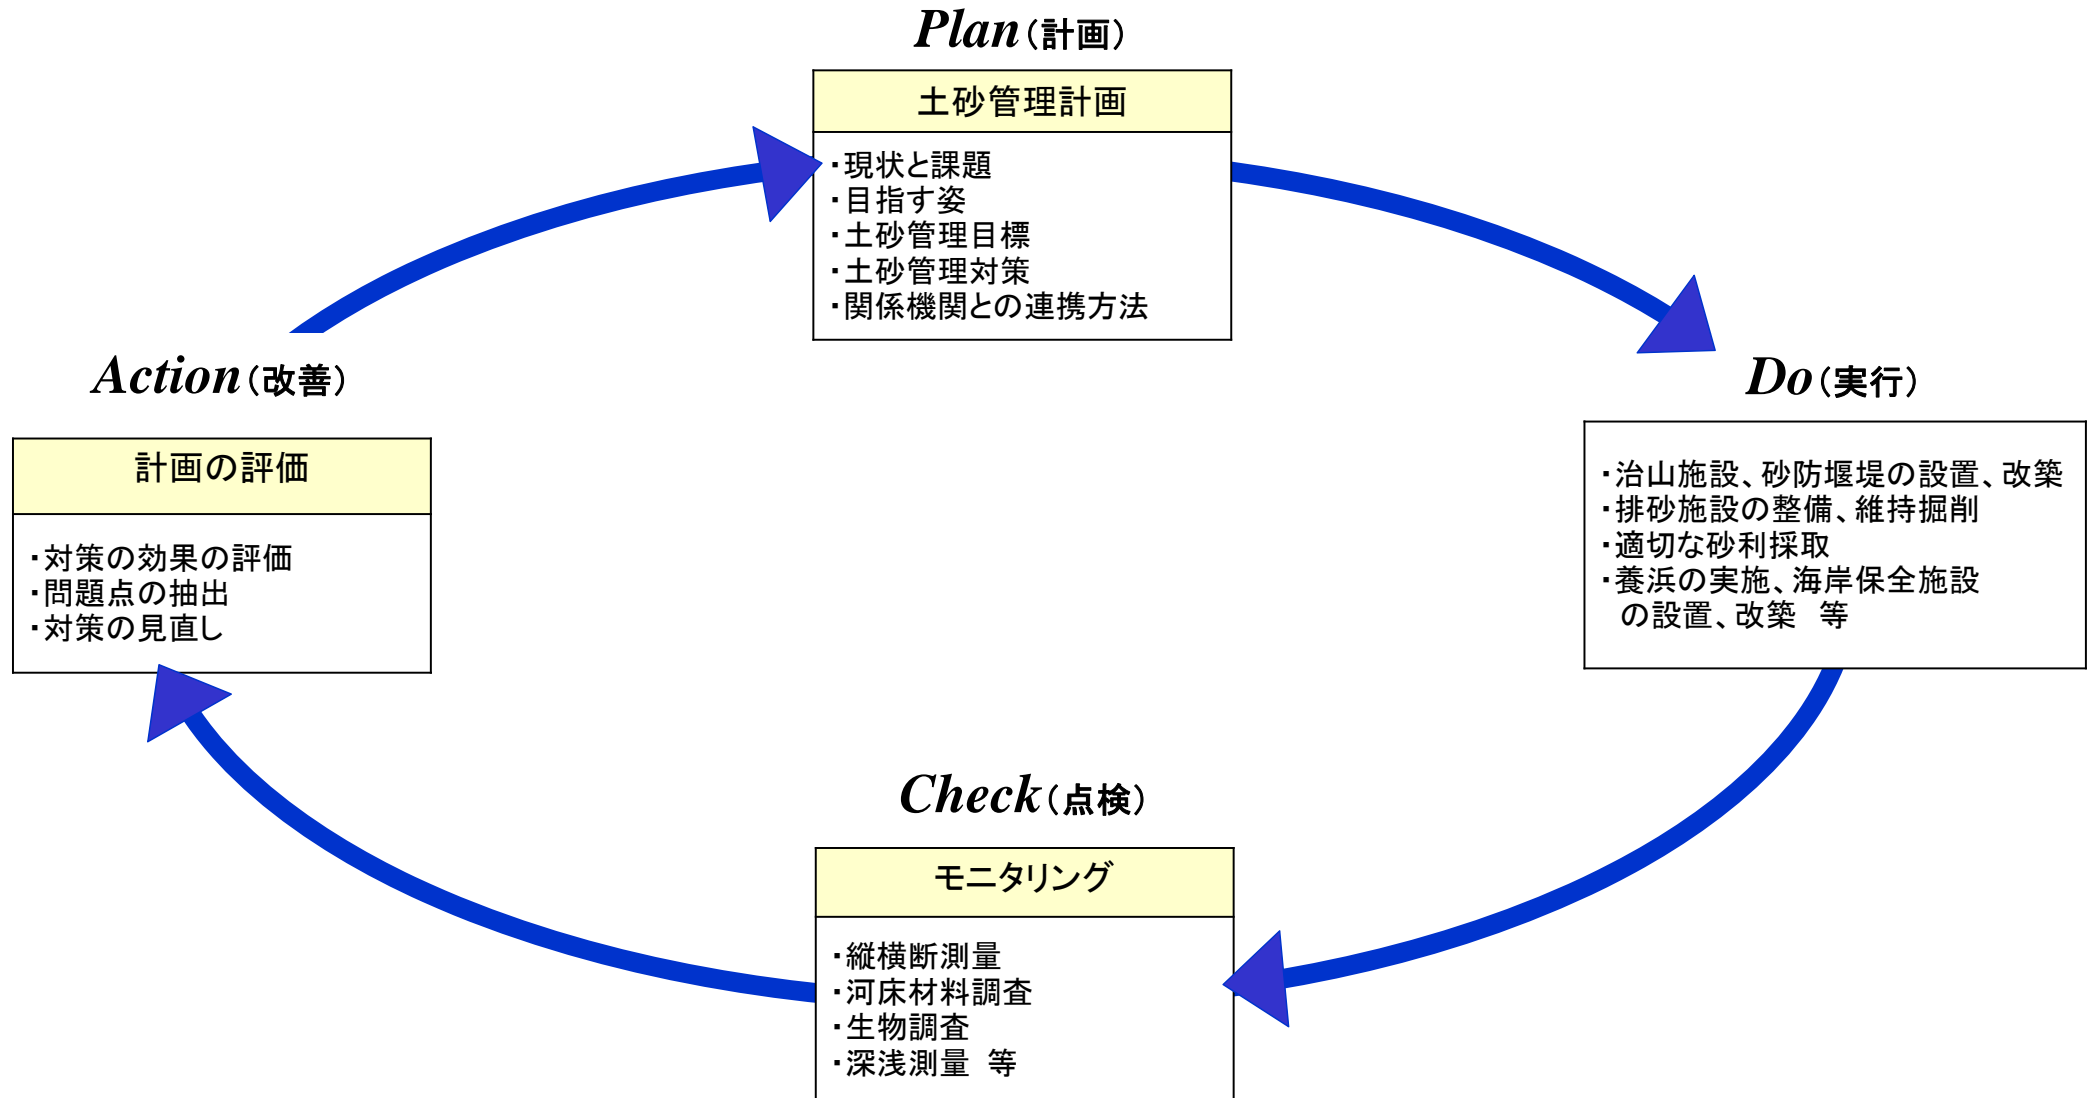 Plan（計画）
土砂管理計画
・現状と課題
・目指す姿
・土砂管理目標
・土砂管理対策
・関係機関との連携方法
Do（実行）
・治山施設、砂防堰堤の設置、改築
・排砂施設の整備、維持掘削
・適切な砂利採取
・養浜の実施、海岸保全施設
の設置、改築　等
Check（点検）
モニタリング
・縦横断測量
・河床材料調査
・生物調査
・深浅測量　等
Action（改善）
計画の評価
・対策の効果の評価
・問題点の抽出
・対策の見直し